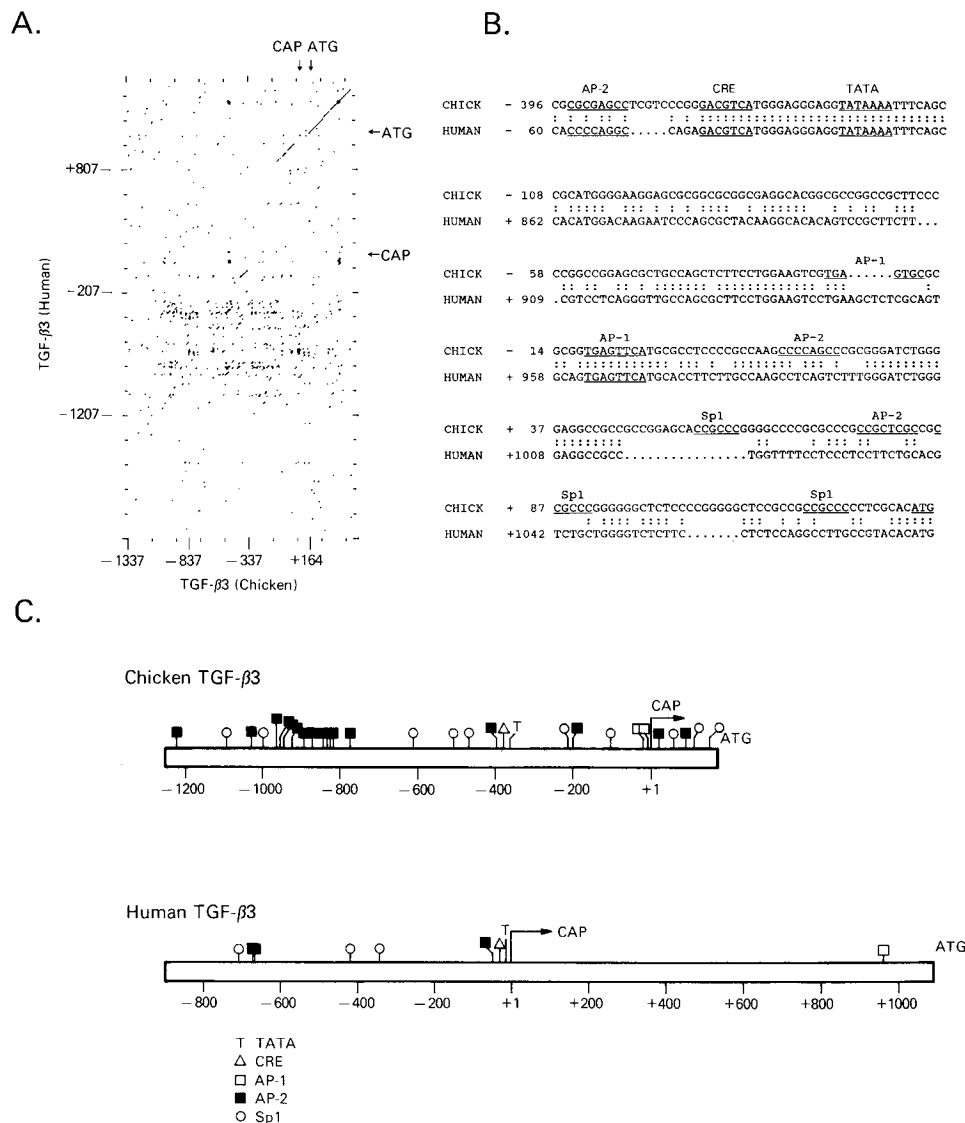 A.
CAP ATG
ATG
+807
CAP
-207
-1207
TGF-β3 (Human)
-1337 -837 -337 +164
TGF-β3 (Chicken)
B.
AP-2 CRE TATA
CHICK - 396 CGCGCGAGCCTCGTCCCGGGACGTCATGGGAGGGAGGTATAAAATTTCAGC
HUMAN - 60 CACCCCAGGC.....CAGAGACGTCATGGGAGGGAGGTATAAAATTTCAGC
CHICK - 108 CGCATGGGGAAGGAGCGCGGCGCGGCGAGGCACGGCGCCGGCCGCTTCCC
HUMAN + 862 CACATGGACAAGAATCCCAGCGCTACAAGGCACACAGTCCGCTTCTT...
AP-1
CHICK - 58 CCGGCCGGAGCGCTGCCAGCTCTTCCTGGAAGTCGTGA......GTGCGC
HUMAN + 909 .CGTCCTCAGGGTTGCCAGCGCTTCCTGGAAGTCCTGAAGCTCTCGCAGT
AP-1 AP-2
CHICK - 14 GCGGTGAGTTCATGCGCCTCCCCGCCAAGCCCCAGCCCGCGGGATCTGGG
HUMAN + 958 GCAGTGAGTTCATGCACCTTCTTGCCAAGCCTCAGTCTTTGGGATCTGGG
Sp1 AP-2
CHICK + 37 GAGGCCGCCGCCGGAGCACCGCCCGGGGCCCCGCGCCCGCCGCTCGCCGC
HUMAN +1008 GAGGCCGCC..............TGGTTTTCCTCCCTCCTTCTGCACG
Sp1 Sp1
CHICK + 87 CGCCCGGGGGGCTCTCCCCGGGGGCTCCGCCGCCGCCCCCTCGCACATG
HUMAN +1042 TCTGCTGGGGTCTCTTC.......CTCTCCAGGCCTTGCCGTACACATG
C.
Chicken TGF-β3
T CAP
ATG
-1200 -1000 -800 -600 -400 -200 +1
Human TGF-β3
T CAP ATG
-800 -600 -400 -200 +1 +200 +400 +600 +800 +1000
T TATA
CRE
AP-1
AP-2
Sp1